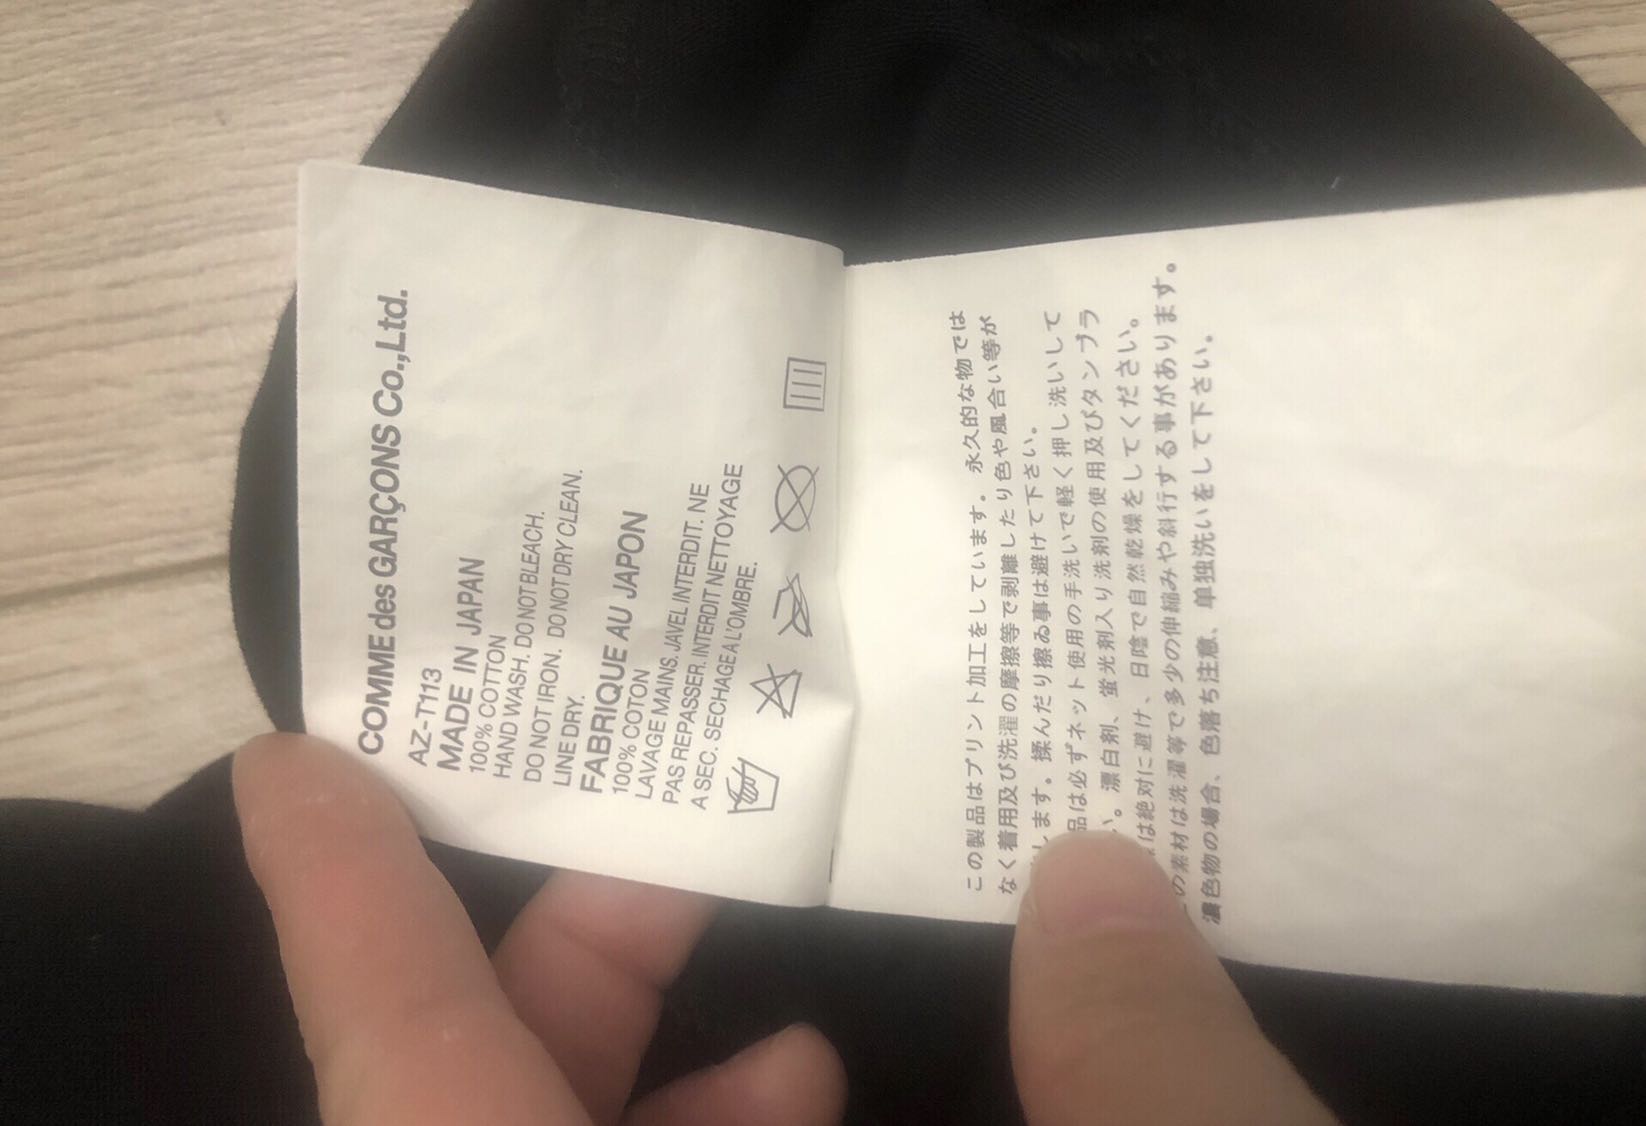 COMME des GARÇONS Co.,Ltd.
AZ-T113
MADE IN JAPAN
100% COTTON
HAND WASH. DO NOT BLEACH.
DO NOT IRON. DO NOT DRY CLEAN.
LINE DRY.
FABRIQUE AU JAPON
100% COTON
LAVAGE MAINS. JAVEL INTERDIT. NE
PAS REPASSER. INTERDIT NETTOYAGE
A SEC. SECHAGE A L'OMBRE.
この製品はプリント加工をしています。永久的な物では
なく着用及び洗濯の摩擦等で剥離したり色や風合い等が
します。揉んだり擦る事は避けて下さい。
品は必ずネット使用の手洗いで軽く押し洗いして
い。漂白剤、蛍光剤入り洗剤の使用及びタンブラ
は絶対に避け、日陰で自然乾燥をしてください。
の素材は洗濯等で多少の伸縮みや斜行する事があります。
濃色物の場合、色落ち注意、単独洗いをして下さい。